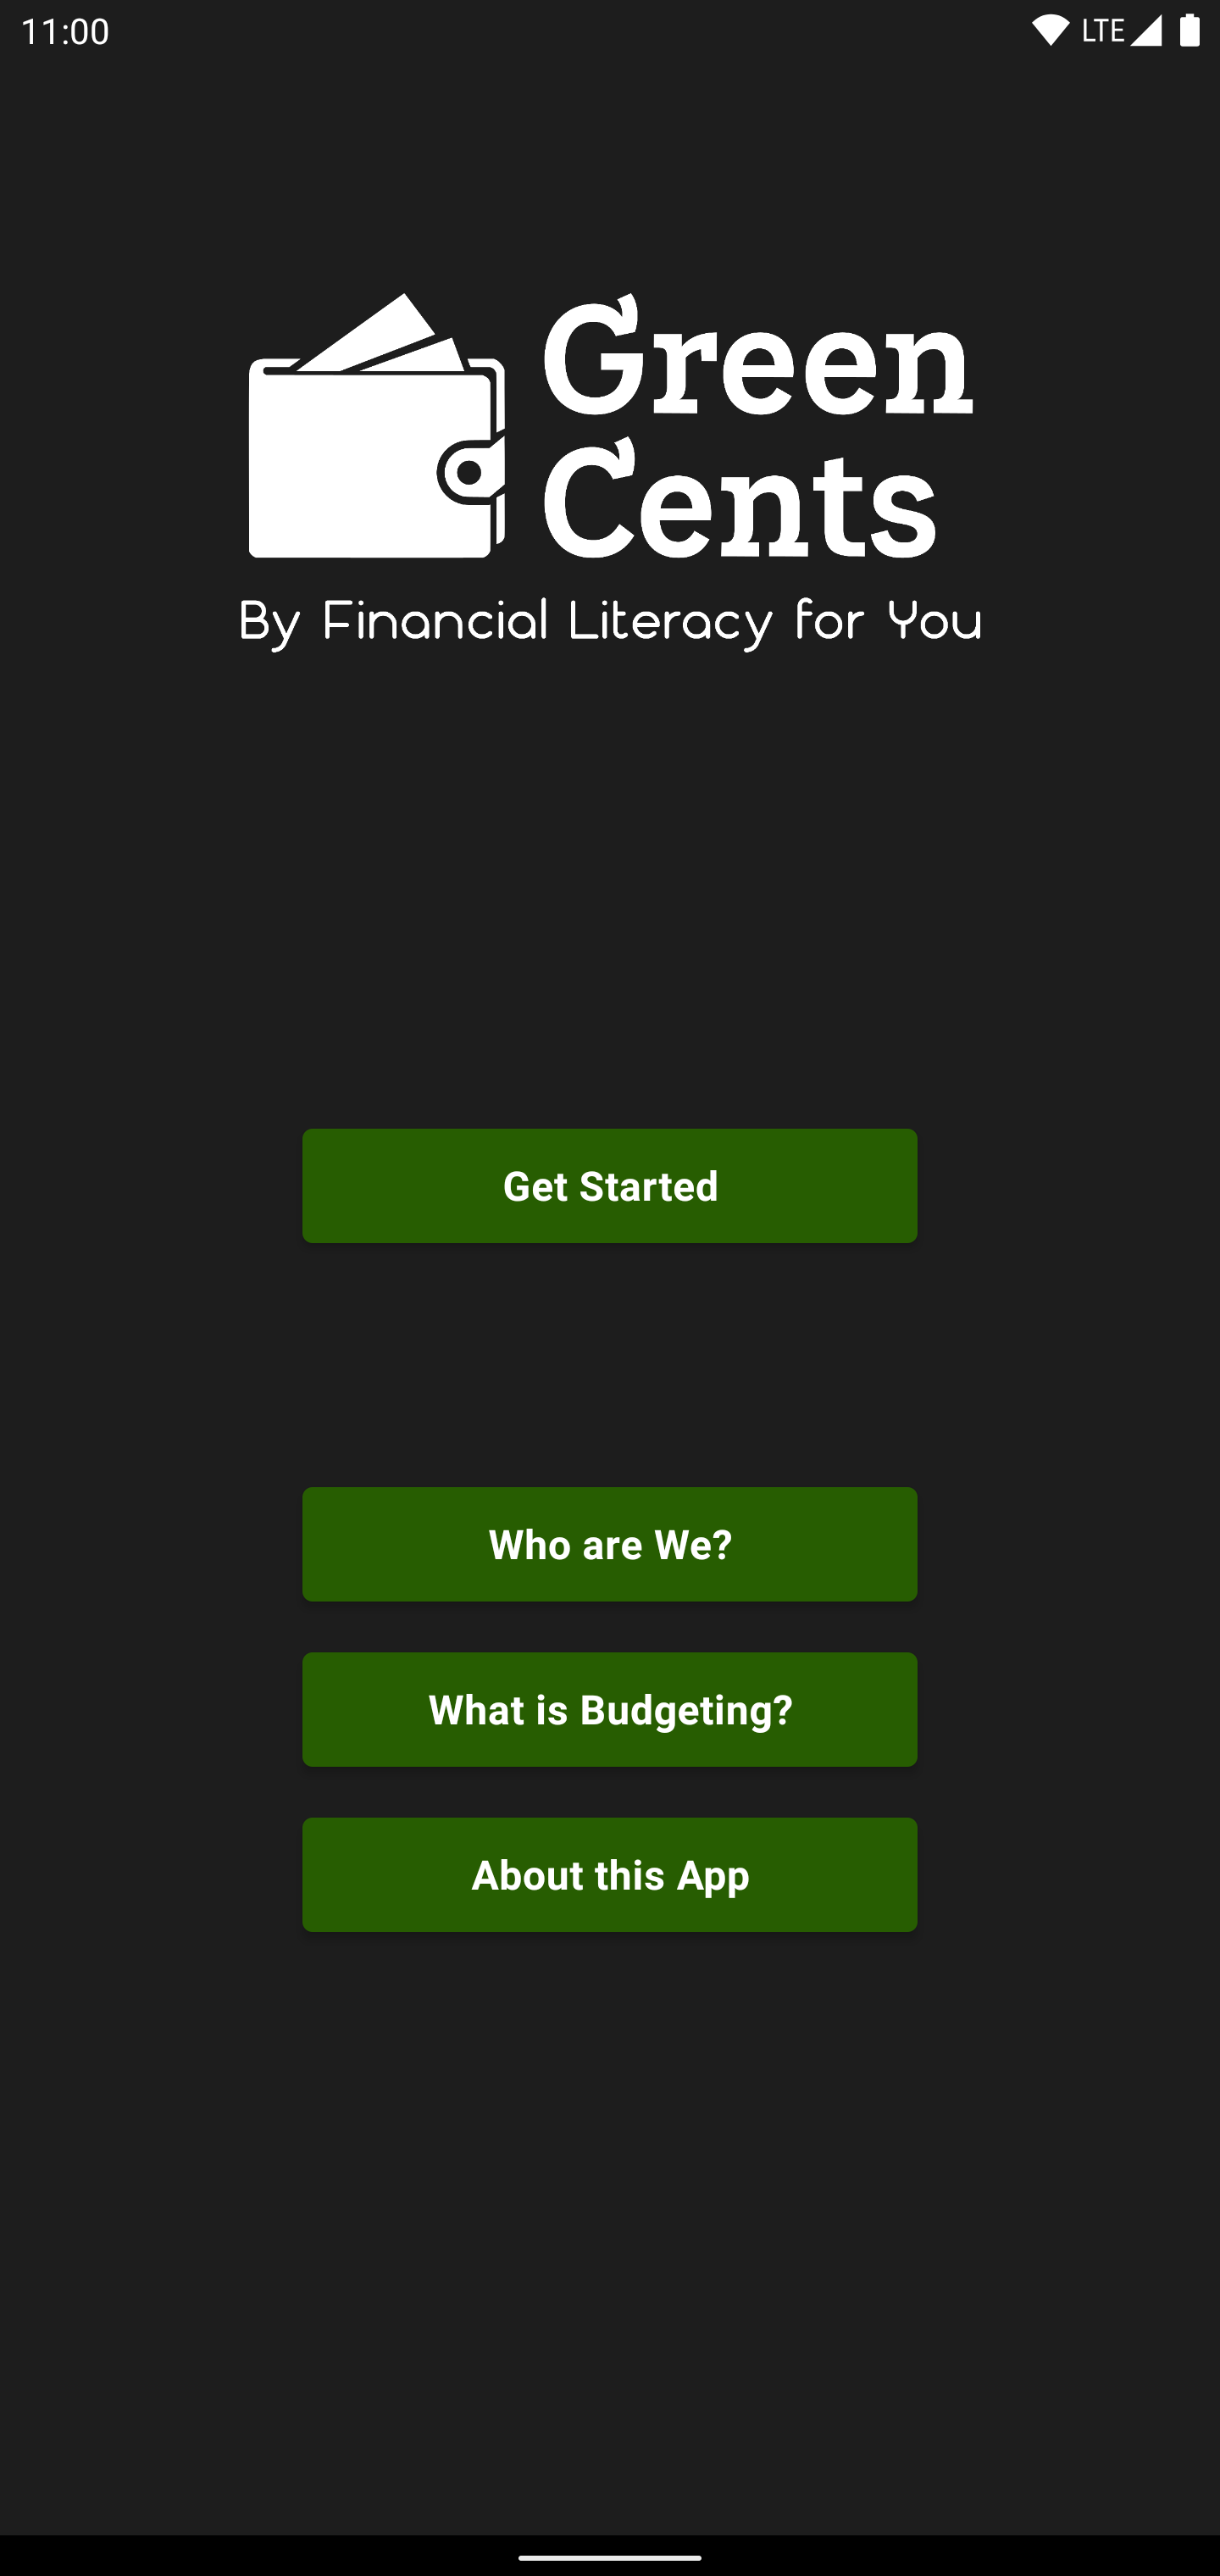 11:00
LTE
Green
Cents
By Financial Literacy for You
Get Started
Who are We?
What is Budgeting?
About this App